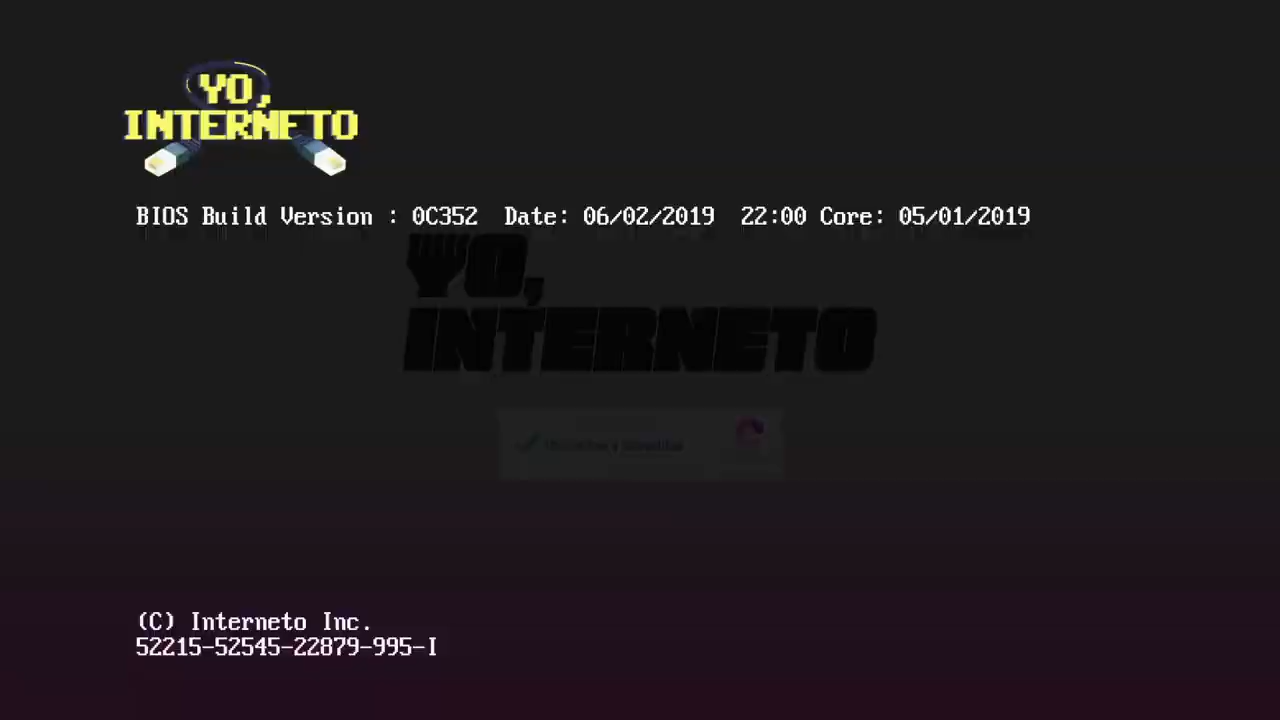 YO,
INTERNETO
BIOS Build Version : 0C352 Date: 06/02/2019 22:00 Core: 05/01/2019
YO,
INTERNETO
(C) Interneto Inc.
52215-52545-22879-995-I